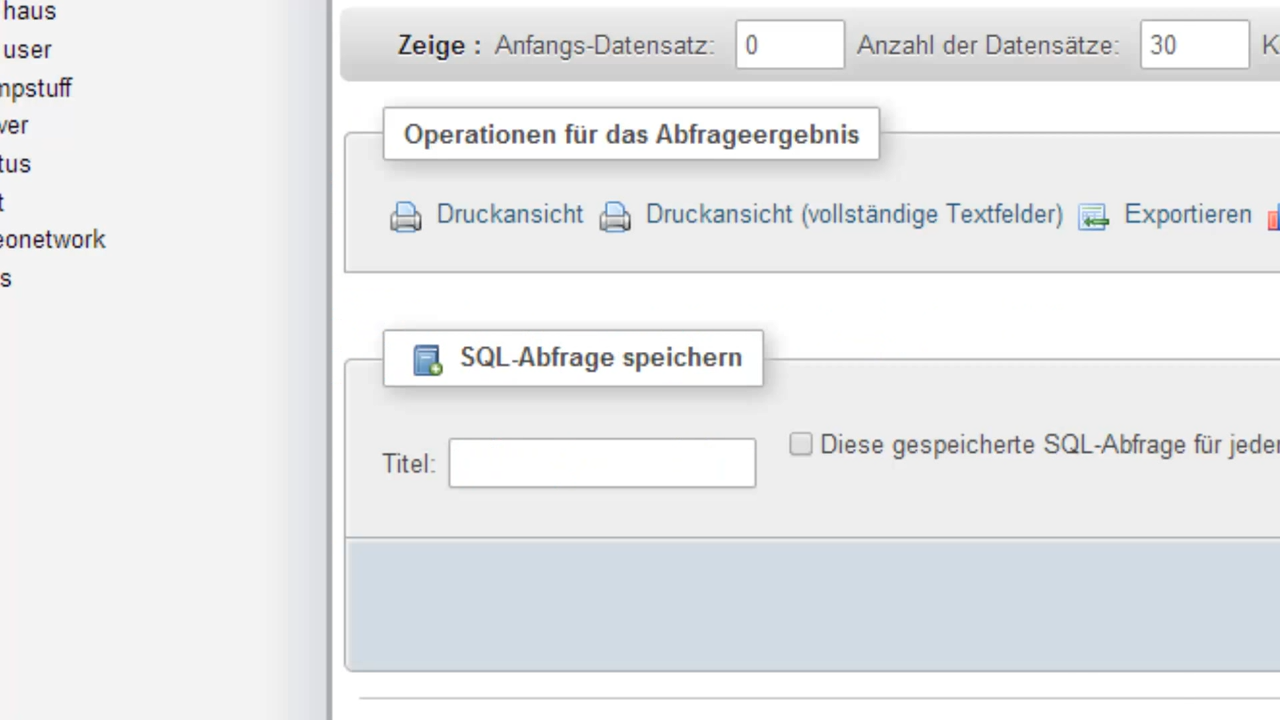 haus
user
mpstuff
ver
tus
t
eonetwork
s
Zeige : Anfangs-Datensatz: 0 Anzahl der Datensätze: 30 K
Operationen für das Abfrageergebnis
Druckansicht Druckansicht (vollständige Textfelder) Exportieren
SQL-Abfrage speichern
Titel: Diese gespeicherte SQL-Abfrage für jeden